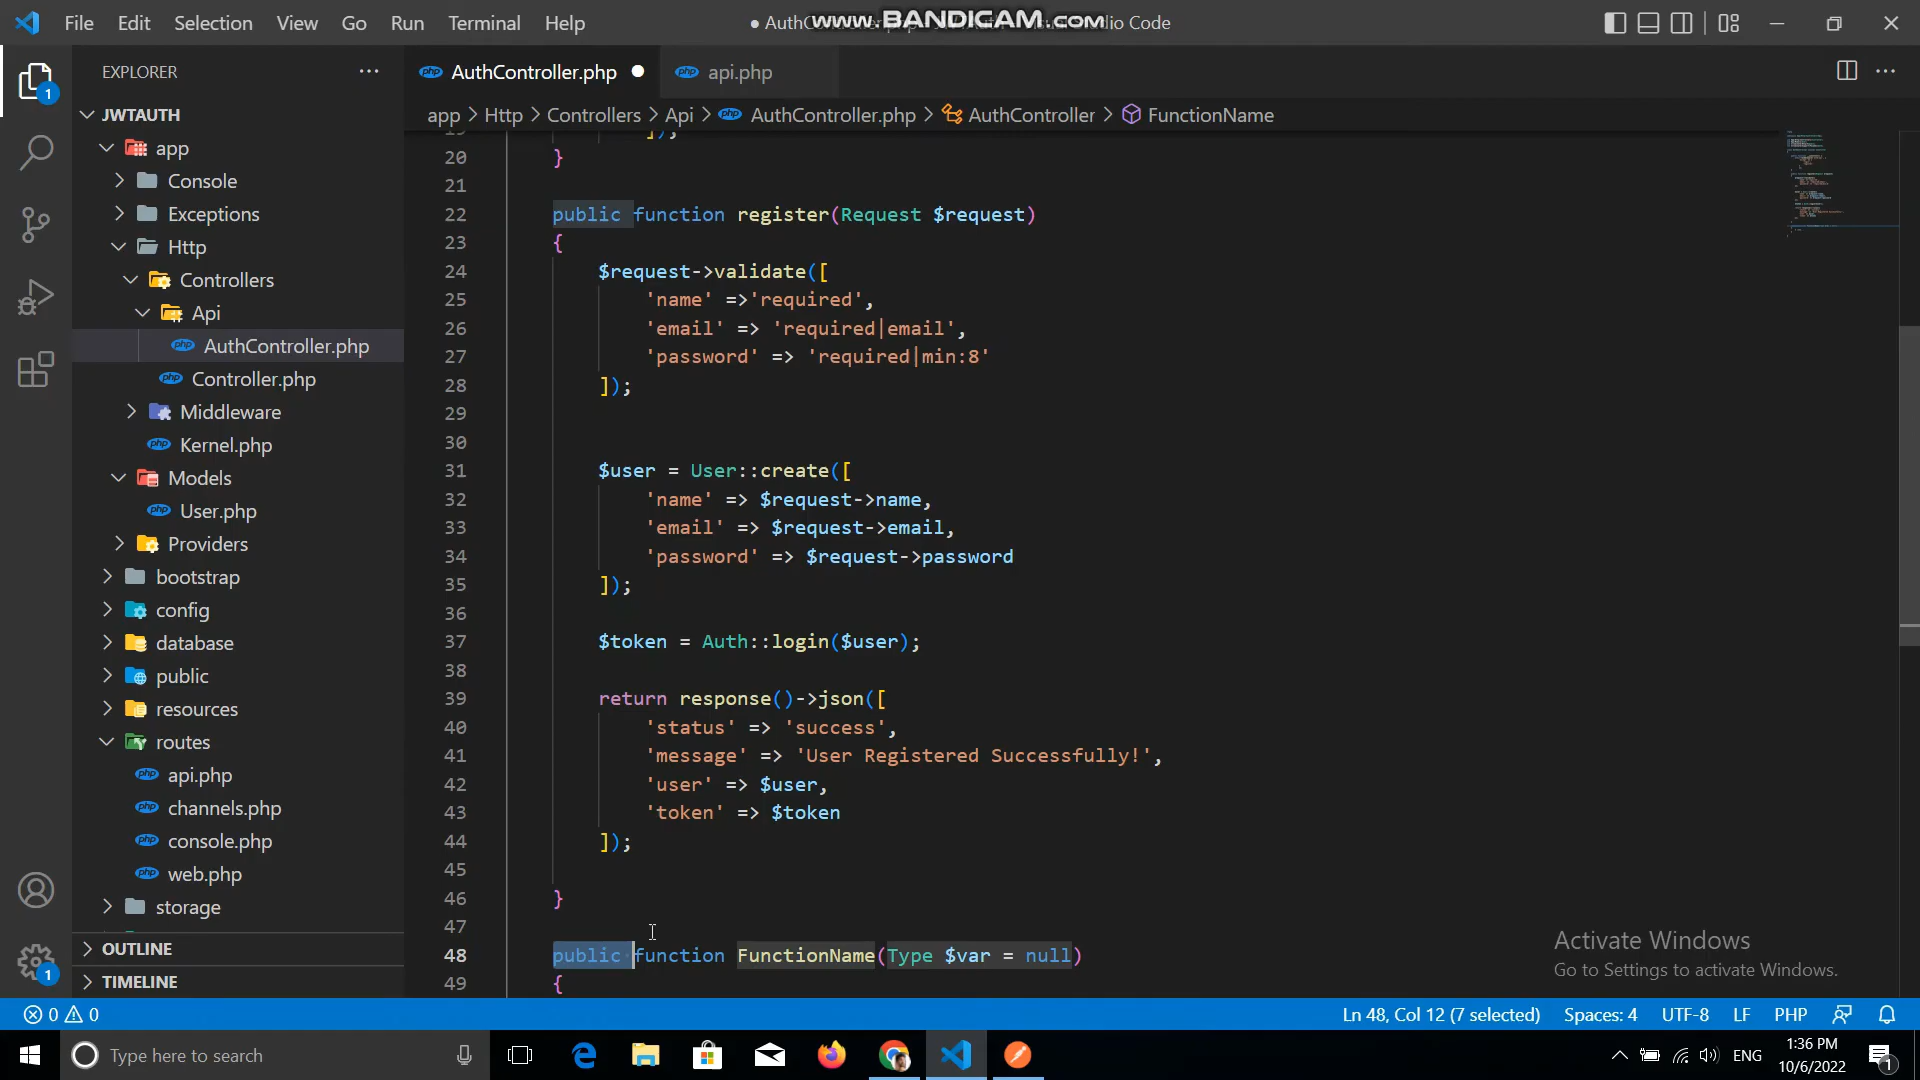 File Edit Selection View Go Run Terminal Help
● AuthCo
www.BANDICAM.com
io Code
EXPLORER
AuthController.php
api.php
app > Http > Controllers > Api > AuthController.php > AuthController > FunctionName
JWTAUTH
app
Console
Exceptions
Http
Controllers
Api
AuthController.php
Controller.php
Middleware
Kernel.php
Models
User.php
Providers
bootstrap
config
database
public
resources
routes
api.php
channels.php
console.php
web.php
storage
OUTLINE
TIMELINE
19 ]);
20 }
21
22 public function register(Request $request)
23 {
24 $request->validate([
25 'name' =>'required',
26 'email' => 'required|email',
27 'password' => 'required|min:8'
28 ]);
29
30
31 $user = User::create([
32 'name' => $request->name,
33 'email' => $request->email,
34 'password' => $request->password
35 ]);
36
37 $token = Auth::login($user);
38
39 return response()->json([
40 'status' => 'success',
41 'message' => 'User Registered Successfully!',
42 'user' => $user,
43 'token' => $token
44 ]);
45
46 }
47
48 public function FunctionName(Type $var = null)
49 {
1
1
Activate Windows
Go to Settings to activate Windows.
0 0
Ln 48, Col 12 (7 selected) Spaces: 4 UTF-8 LF PHP
Type here to search
ENG
1:36 PM
10/6/2022
1